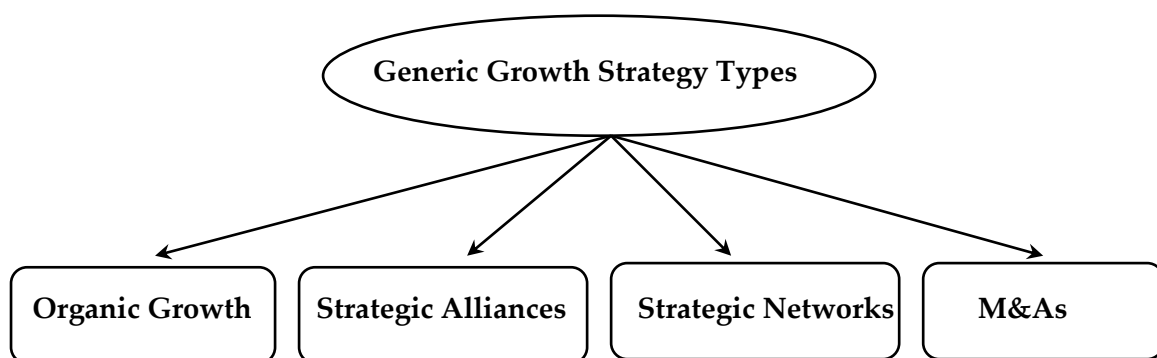 Generic Growth Strategy Types
Organic Growth
Strategic Alliances
Strategic Networks
M&As